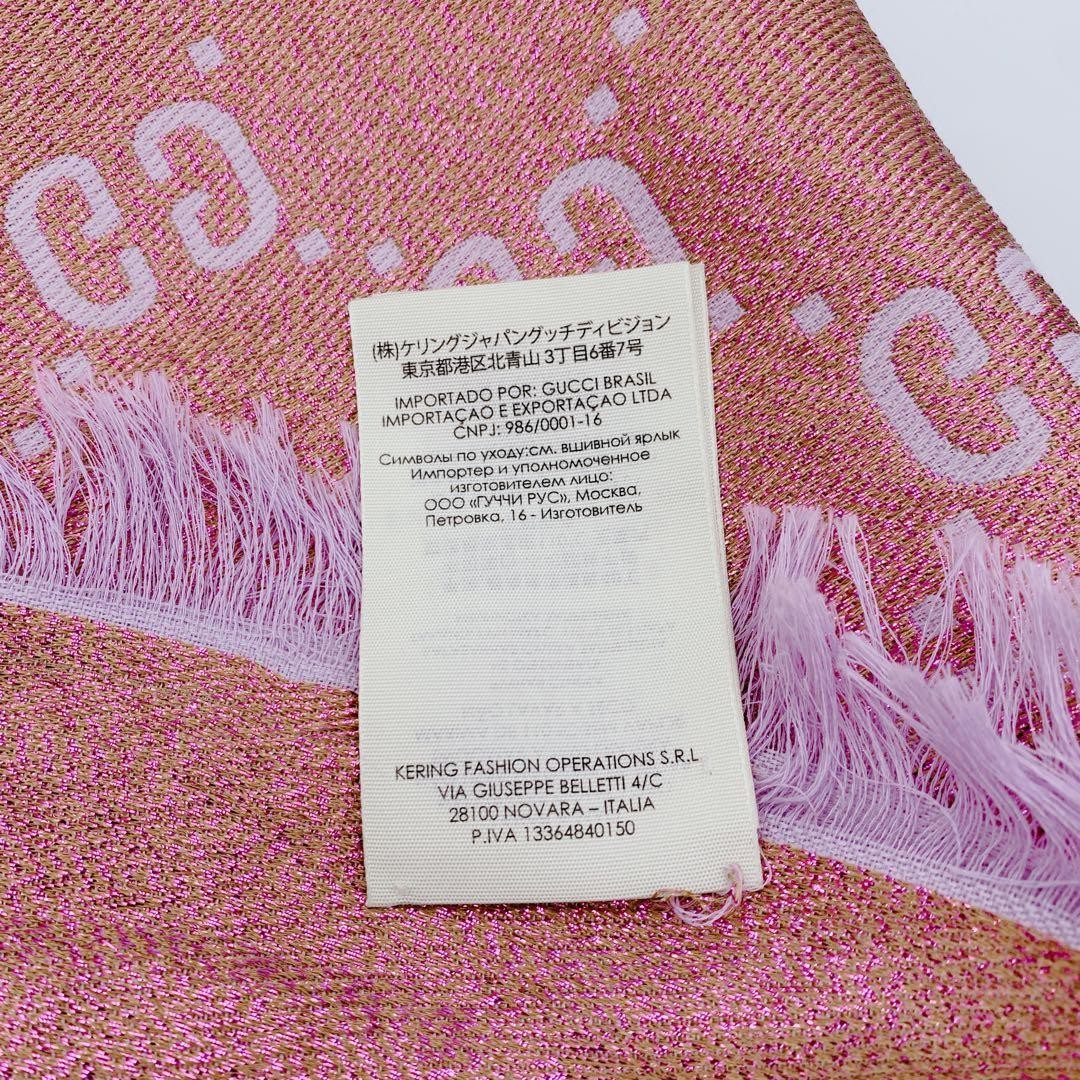 (株)ケリングジャパングッチディビジョン
東京都港区北青山 3丁目6番7号
IMPORTADO POR: GUCCI BRASIL
IMPORTAÇAO E EXPORTAÇAO LTDA
CNPJ: 986/0001-16
Символы по уходу:см. вшивной ярлык
Импортер и уполномоченное
изготовителем лицо:
ООО «ГУЧЧИ РУС», Москва,
Петровка, 16 - Изготовитель
KERING FASHION OPERATIONS S.R.L
VIA GIUSEPPE BELLETTI 4/C
28100 NOVARA – ITALIA
P.IVA 13364840150